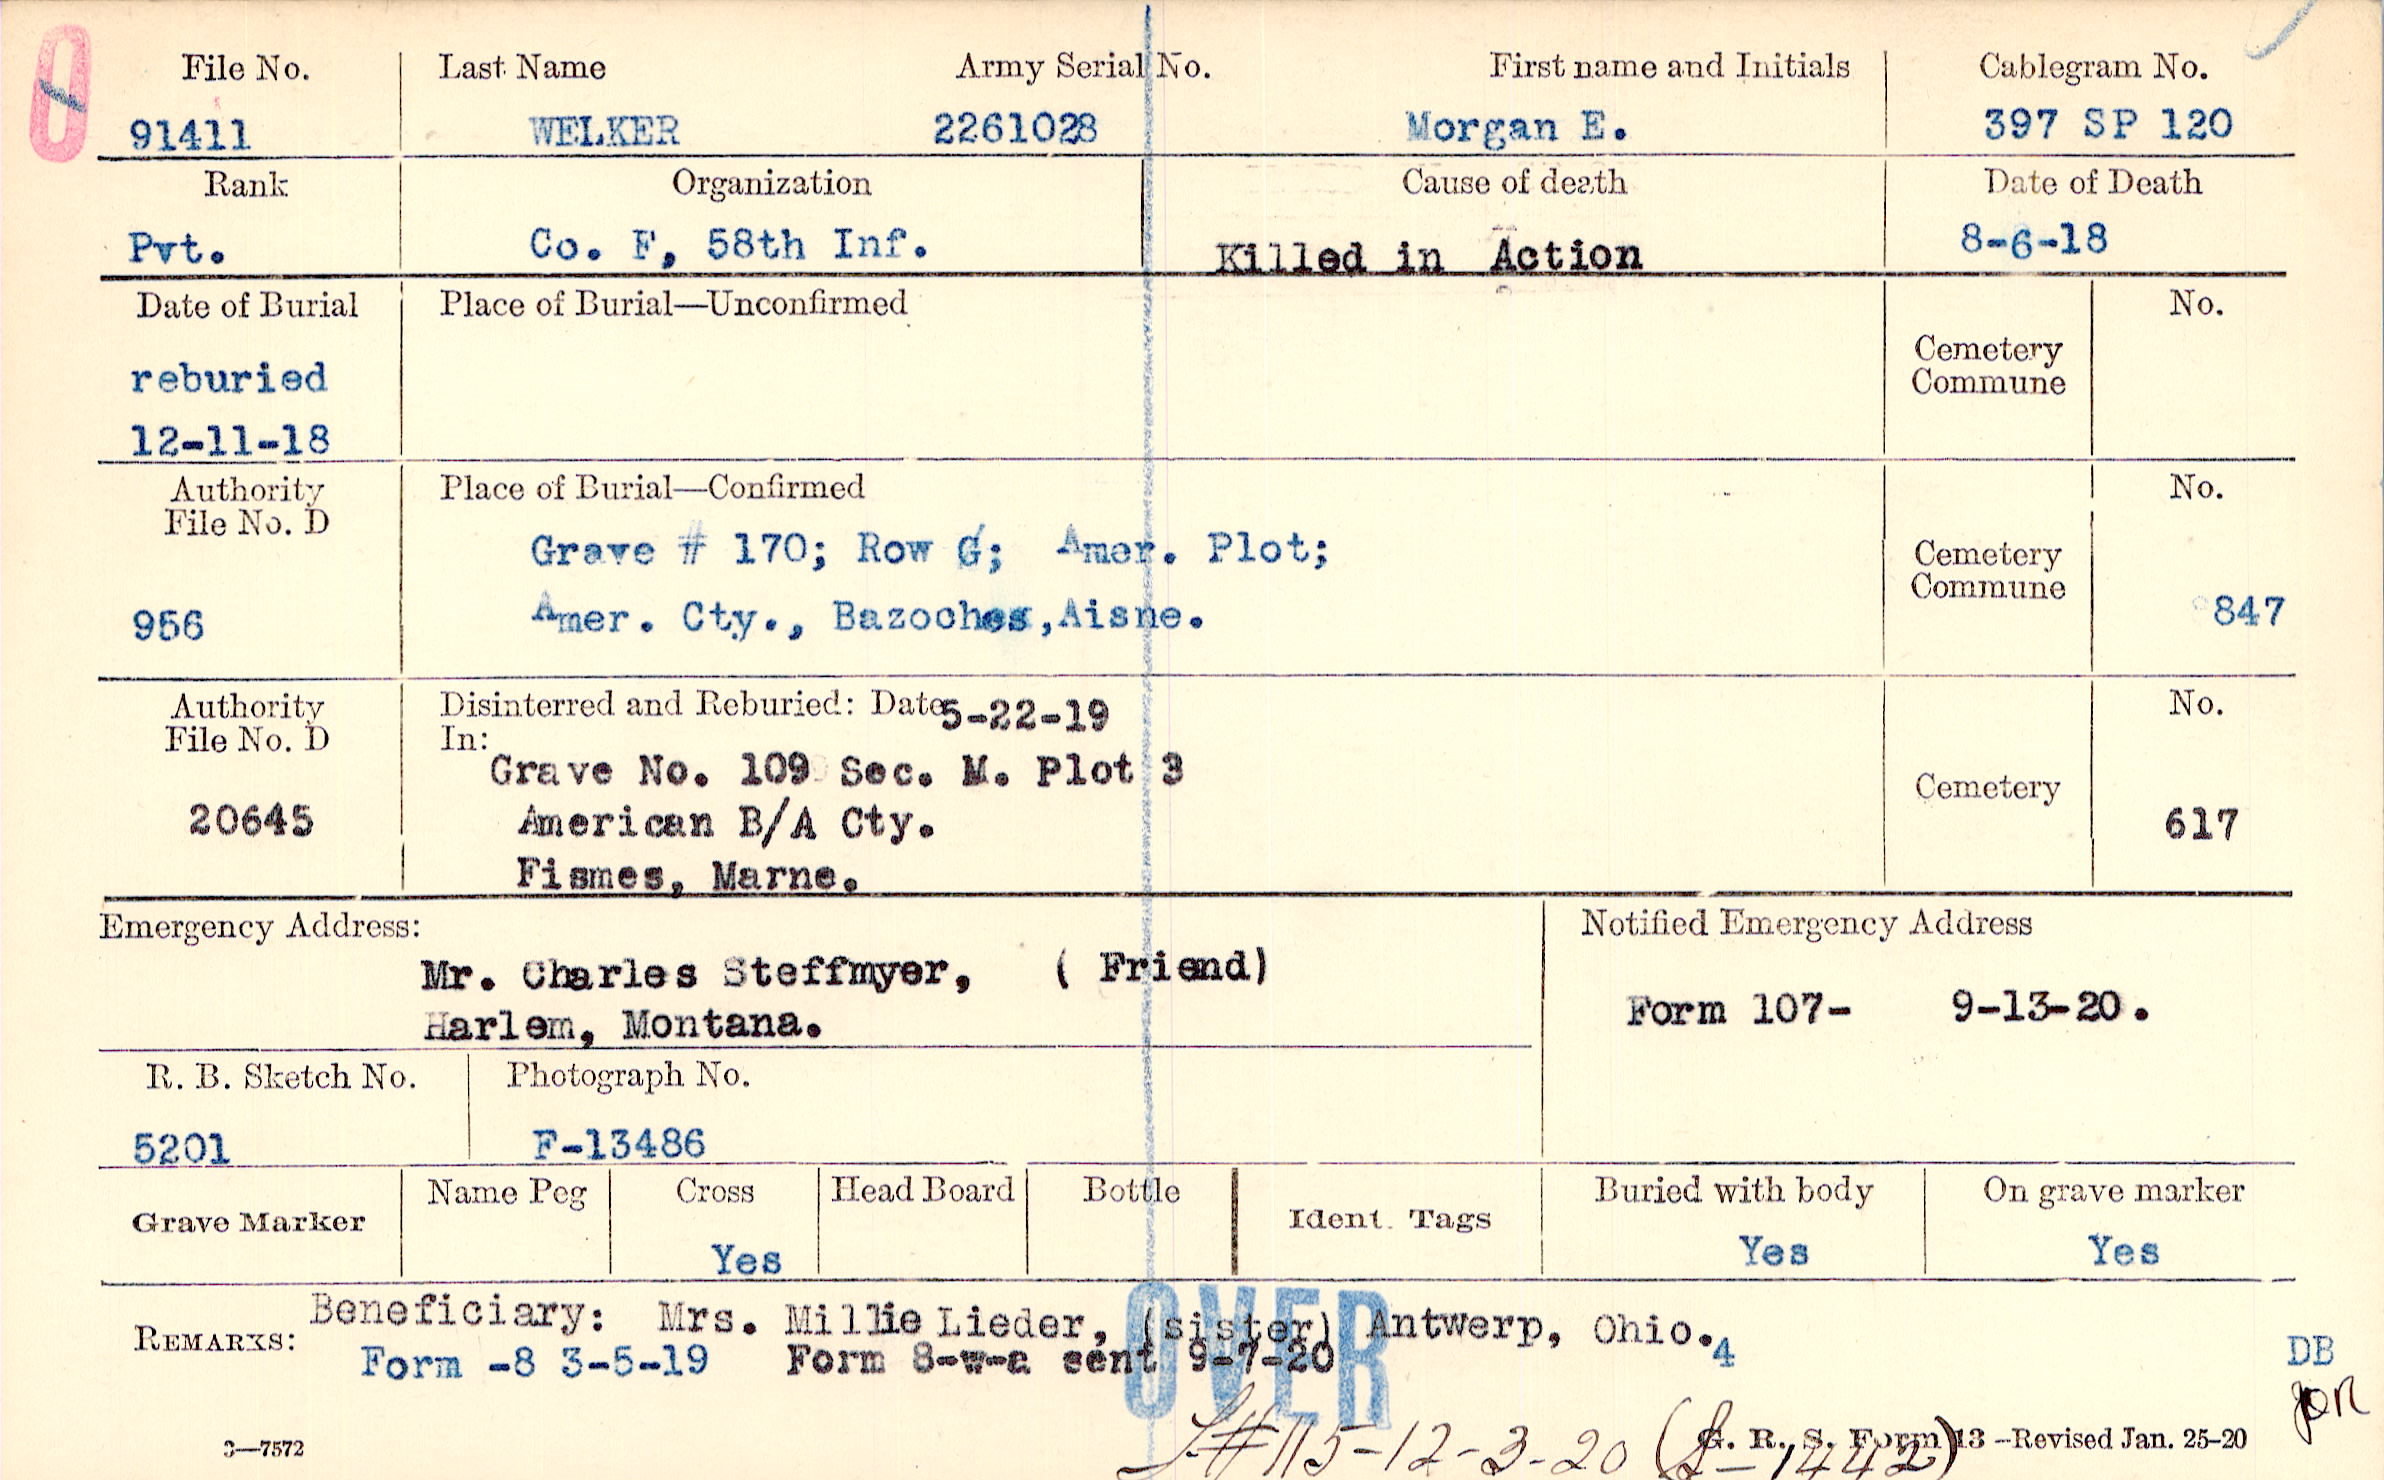 File No. Last Name Army Serial No. First name and Initials Cablegram No.
91411 WELKER 2261028 Morgan E. 397 SP 120
Rank Organization Cause of death Date of Death
Pvt. Co. F, 58th Inf. Killed in Action 8-6-18
Date of Burial Place of Burial—Unconfirmed No.
reburied Cemetery
Commune
12-11-18
Authority Place of Burial—Confirmed No.
File No. D
Grave # 170; Row G; Amer. Plot; Cemetery
Commune
956 Amer. Cty., Bazoches, Aisne. 847
Authority Disinterred and Reburied: Date 5-22-19 No.
File No. D In:
Grave No. 109 Sec. M. Plot 3
Cemetery
20645 American B/A Cty. 617
Fismes, Marne.
Emergency Address: Notified Emergency Address
Mr. Charles Steffmyer, ( Friend)
Harlem, Montana. Form 107- 9-13-20.
R. B. Sketch No. Photograph No.
5201 F-13486
Name Peg Cross Head Board Bottle Buried with body On grave marker
Grave Marker Ident. Tags
Yes Yes Yes
OVER
Beneficiary: Mrs. Millie Lieder, (sister) Antwerp, Ohio. 4
REMARKS:
Form -8 3-5-19 Form 8-w-a sent 9-7-20 DB
3—7572 #115-12-3-20 G. R. S. Form 13 -Revised Jan. 25-20